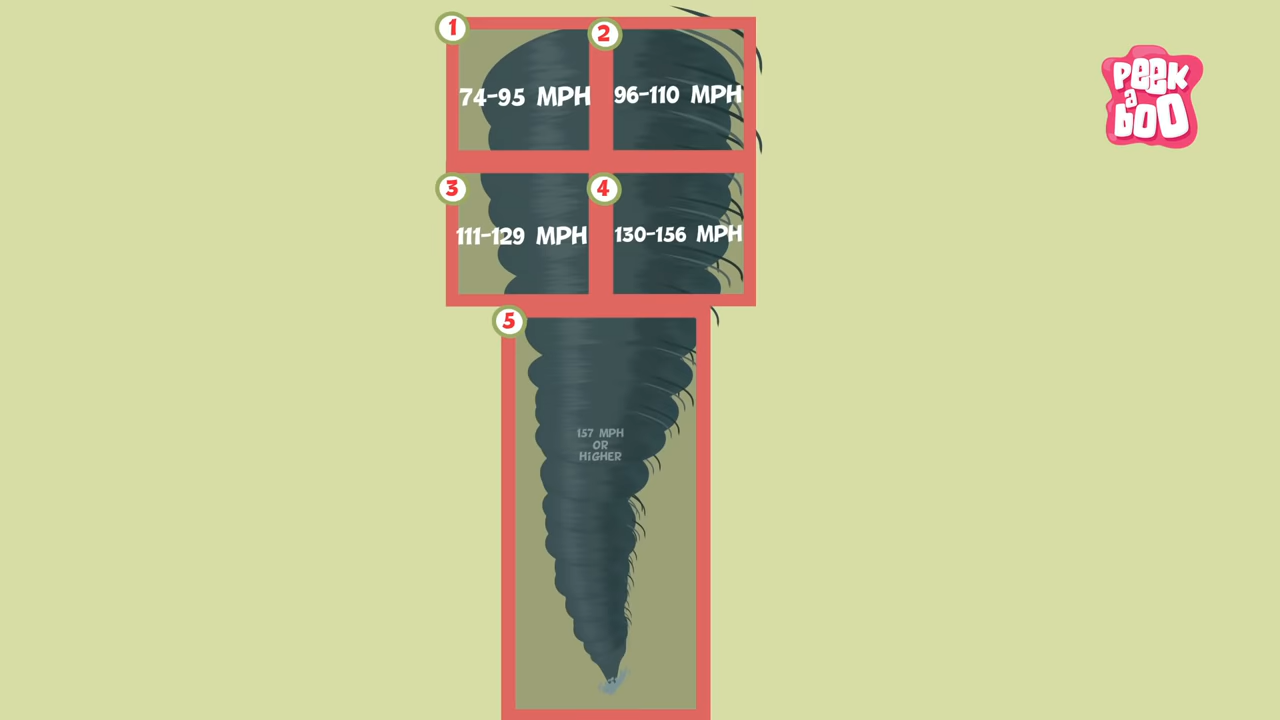 1
2
74-95 MPH
96-110 MPH
3
4
111-129 MPH
130-156 MPH
5
157 MPH
OR
HiGHER
PEEK
a
boo